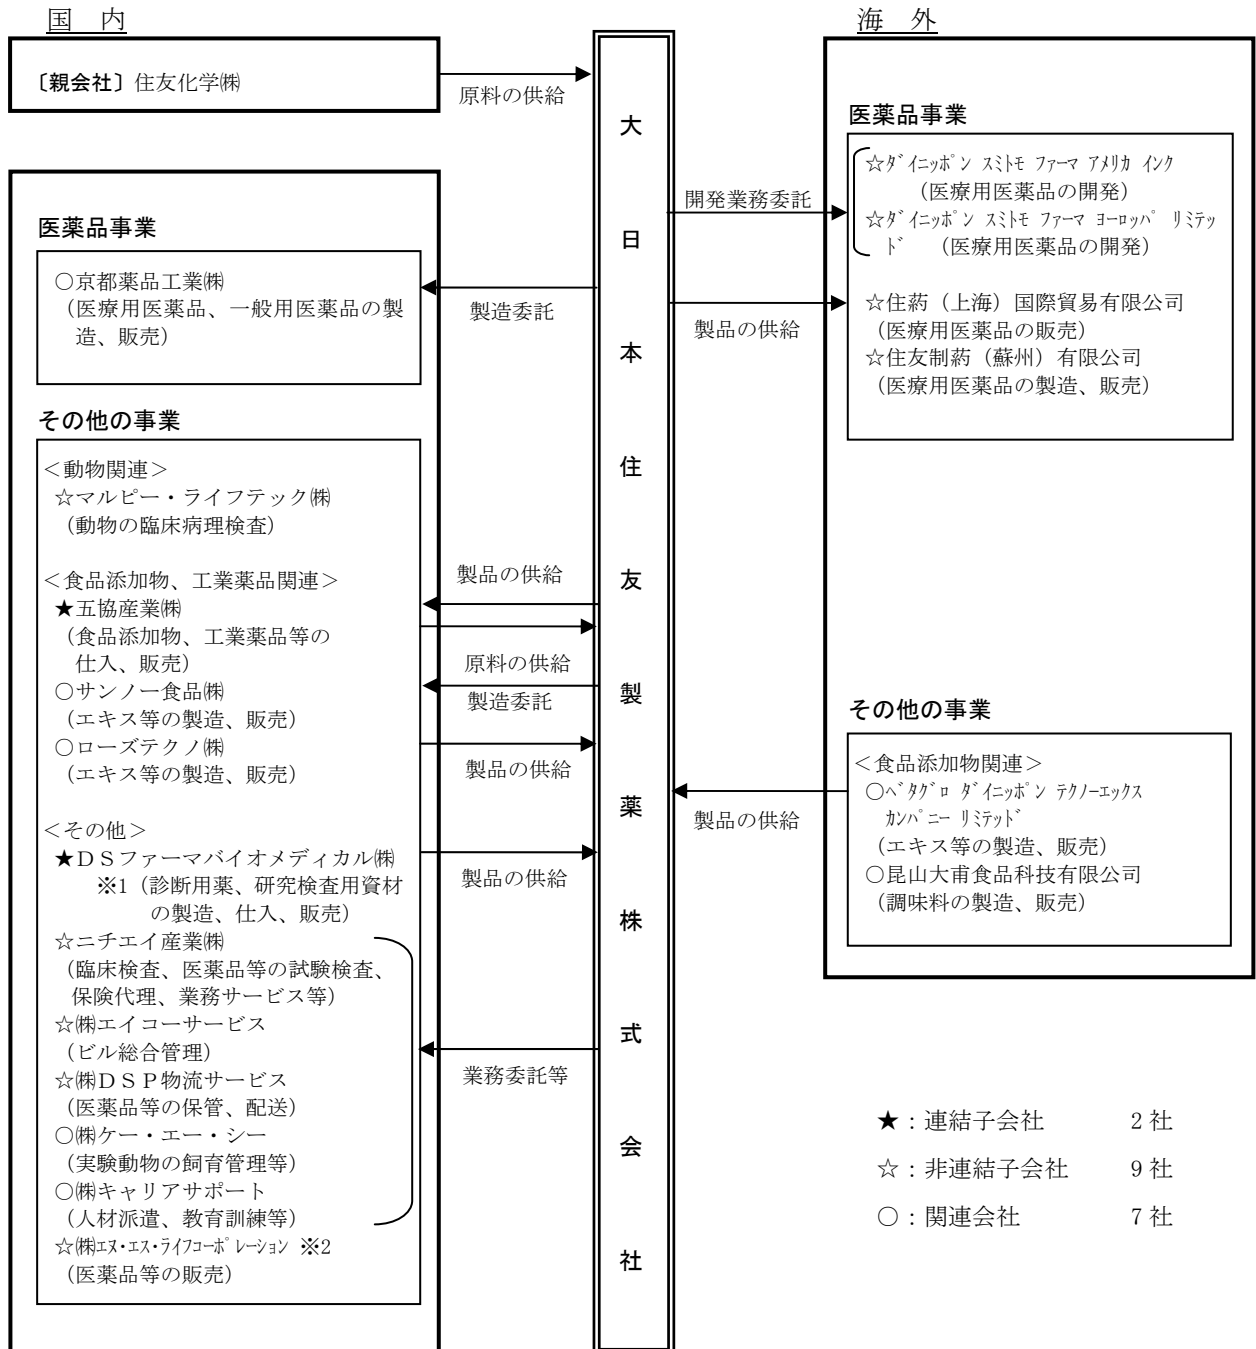 国　内
〔親会社〕住友化学㈱
原料の供給
医薬品事業
○京都薬品工業㈱
（医療用医薬品、一般用医薬品の製
造、販売）
製造委託
その他の事業
＜動物関連＞
☆マルピー・ライフテック㈱
（動物の臨床病理検査）
＜食品添加物、工業薬品関連＞
★五協産業㈱
（食品添加物、工業薬品等の
仕入、販売）
○サンノー食品㈱
（エキス等の製造、販売）
○ローズテクノ㈱
（エキス等の製造、販売）
製品の供給
原料の供給
製造委託
製品の供給
＜その他＞
★ＤＳファーマバイオメディカル㈱
※1（診断用薬、研究検査用資材
の製造、仕入、販売）
☆ニチエイ産業㈱
（臨床検査、医薬品等の試験検査、
保険代理、業務サービス等）
☆㈱エイコーサービス
（ビル総合管理）
☆㈱ＤＳＰ物流サービス
（医薬品等の保管、配送）
○㈱ケー・エー・シー
（実験動物の飼育管理等）
○㈱キャリアサポート
（人材派遣、教育訓練等）
☆㈱ｴﾇ・ｴｽ・ﾗｲﾌｺｰﾎﾟﾚｰｼｮﾝ ※2
（医薬品等の販売）
製品の供給
業務委託等
大日本住友製薬株式会社
海　外
医薬品事業
☆ﾀﾞｲﾆｯﾎﾟﾝ ｽﾐﾄﾓ ﾌｧｰﾏ ｱﾒﾘｶ ｲﾝｸ
（医療用医薬品の開発）
☆ﾀﾞｲﾆｯﾎﾟﾝ ｽﾐﾄﾓ ﾌｧｰﾏ ﾖｰﾛｯﾊﾟ ﾘﾐﾃｯ
ﾄﾞ （医療用医薬品の開発）
☆住葯（上海）国際貿易有限公司
（医療用医薬品の販売）
☆住友制葯（蘇州）有限公司
（医療用医薬品の製造、販売）
開発業務委託
製品の供給
その他の事業
＜食品添加物関連＞
○ﾍﾞﾀｸﾞﾛ ﾀﾞｲﾆｯﾎﾟﾝ ﾃｸﾉｰｴｯｸｽ
ｶﾝﾊﾟﾆｰ ﾘﾐﾃｯﾄﾞ
（エキス等の製造、販売）
○昆山大甫食品科技有限公司
（調味料の製造、販売）
製品の供給
★：連結子会社　2 社
☆：非連結子会社　9 社
○：関連会社　7 社